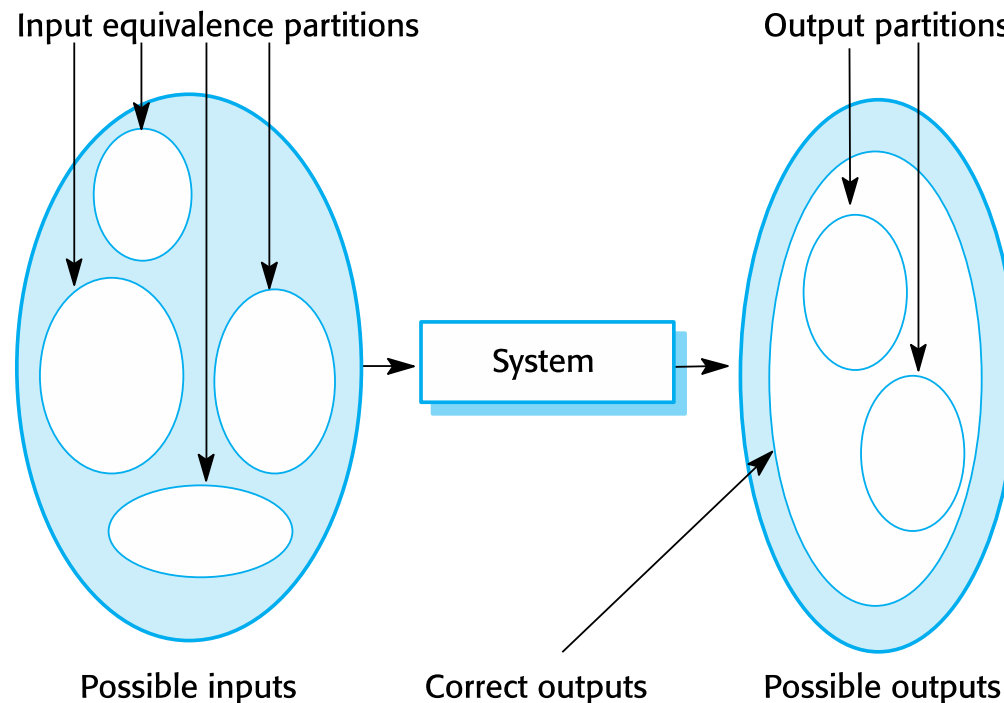 Input equivalence partitions
Output partitions
System
Possible inputs
Correct outputs
Possible outputs